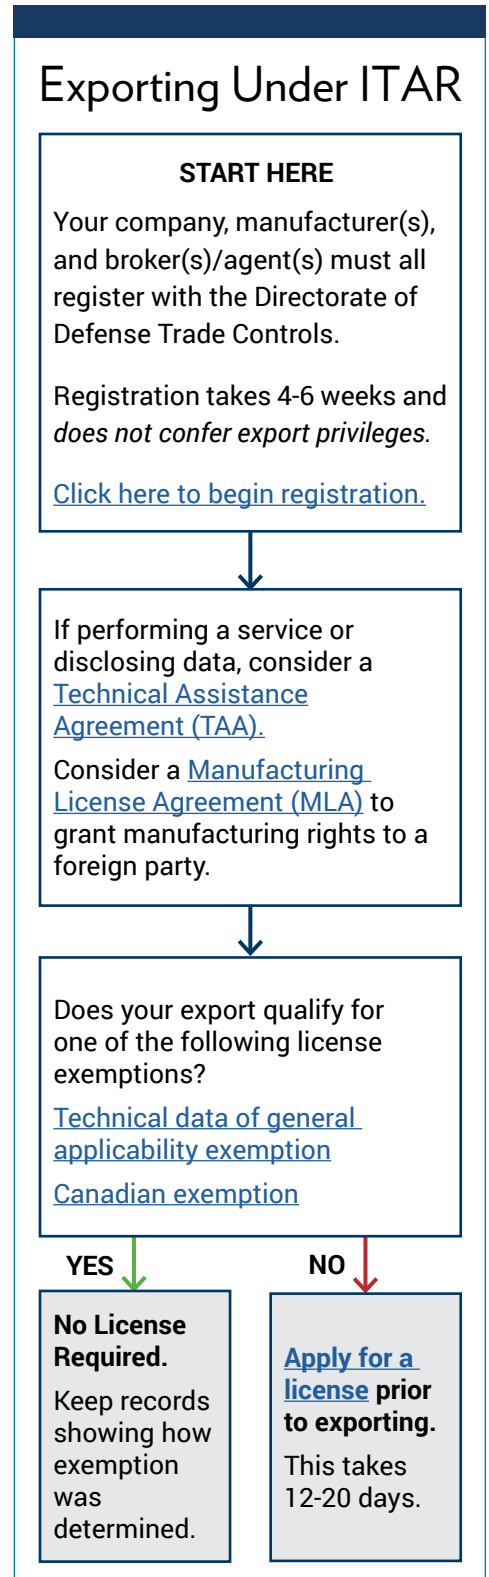 Exporting Under ITAR
START HERE
Your company, manufacturer(s),
and broker(s)/agent(s) must all
register with the Directorate of
Defense Trade Controls.
Registration takes 4-6 weeks and
does not confer export privileges.
Click here to begin registration.
If performing a service or
disclosing data, consider a
Technical Assistance
Agreement (TAA).
Consider a Manufacturing
License Agreement (MLA) to
grant manufacturing rights to a
foreign party.
Does your export qualify for
one of the following license
exemptions?
Technical data of general
applicability exemption
Canadian exemption
YES
No License
Required.
Keep records
showing how
exemption
was
determined.
NO
Apply for a
license prior
to exporting.
This takes
12-20 days.